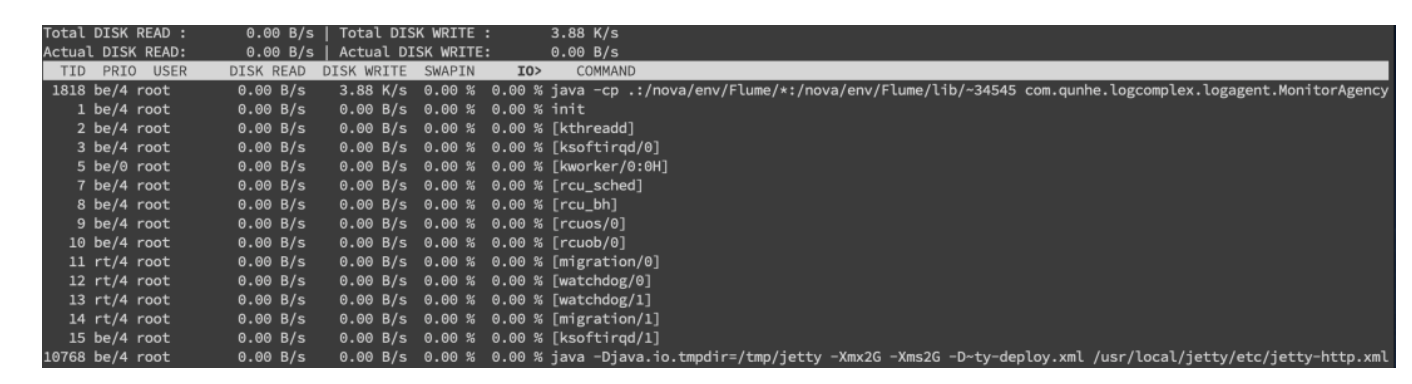 Total DISK READ :       0.00 B/s | Total DISK WRITE :       3.88 K/s
Actual DISK READ:       0.00 B/s | Actual DISK WRITE:       0.00 B/s
  TID  PRIO  USER     DISK READ  DISK WRITE  SWAPIN     IO>    COMMAND
 1818 be/4 root        0.00 B/s    3.88 K/s  0.00 %  0.00 % java -cp .:/nova/env/Flume/*:/nova/env/Flume/lib/~34545 com.qunhe.logcomplex.logagent.MonitorAgency
    1 be/4 root        0.00 B/s    0.00 B/s  0.00 %  0.00 % init
    2 be/4 root        0.00 B/s    0.00 B/s  0.00 %  0.00 % [kthreadd]
    3 be/4 root        0.00 B/s    0.00 B/s  0.00 %  0.00 % [ksoftirqd/0]
    5 be/0 root        0.00 B/s    0.00 B/s  0.00 %  0.00 % [kworker/0:0H]
    7 be/4 root        0.00 B/s    0.00 B/s  0.00 %  0.00 % [rcu_sched]
    8 be/4 root        0.00 B/s    0.00 B/s  0.00 %  0.00 % [rcu_bh]
    9 be/4 root        0.00 B/s    0.00 B/s  0.00 %  0.00 % [rcuos/0]
   10 be/4 root        0.00 B/s    0.00 B/s  0.00 %  0.00 % [rcuob/0]
   11 rt/4 root        0.00 B/s    0.00 B/s  0.00 %  0.00 % [migration/0]
   12 rt/4 root        0.00 B/s    0.00 B/s  0.00 %  0.00 % [watchdog/0]
   13 rt/4 root        0.00 B/s    0.00 B/s  0.00 %  0.00 % [watchdog/1]
   14 rt/4 root        0.00 B/s    0.00 B/s  0.00 %  0.00 % [migration/1]
   15 be/4 root        0.00 B/s    0.00 B/s  0.00 %  0.00 % [ksoftirqd/1]
10768 be/4 root        0.00 B/s    0.00 B/s  0.00 %  0.00 % java -Djava.io.tmpdir=/tmp/jetty -Xmx2G -Xms2G -D~ty-deploy.xml /usr/local/jetty/etc/jetty-http.xml